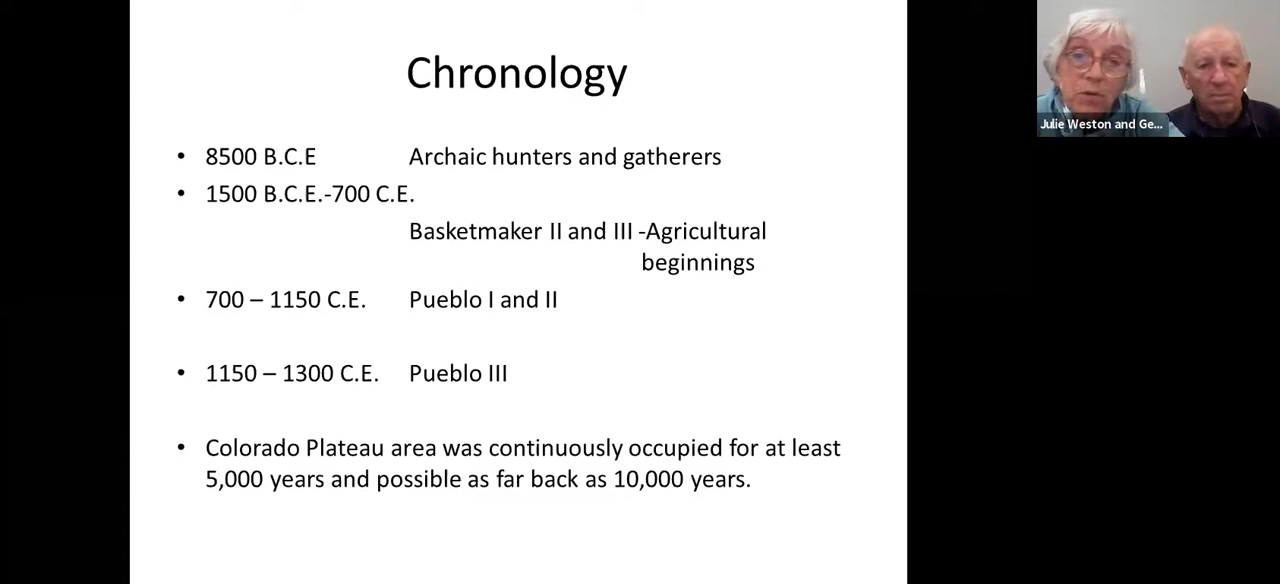 Chronology
• 8500 B.C.E Archaic hunters and gatherers
• 1500 B.C.E.-700 C.E.
Basketmaker II and III -Agricultural
beginnings
• 700 – 1150 C.E. Pueblo I and II
• 1150 – 1300 C.E. Pueblo III
• Colorado Plateau area was continuously occupied for at least
5,000 years and possible as far back as 10,000 years.
Julie Weston and Ge...